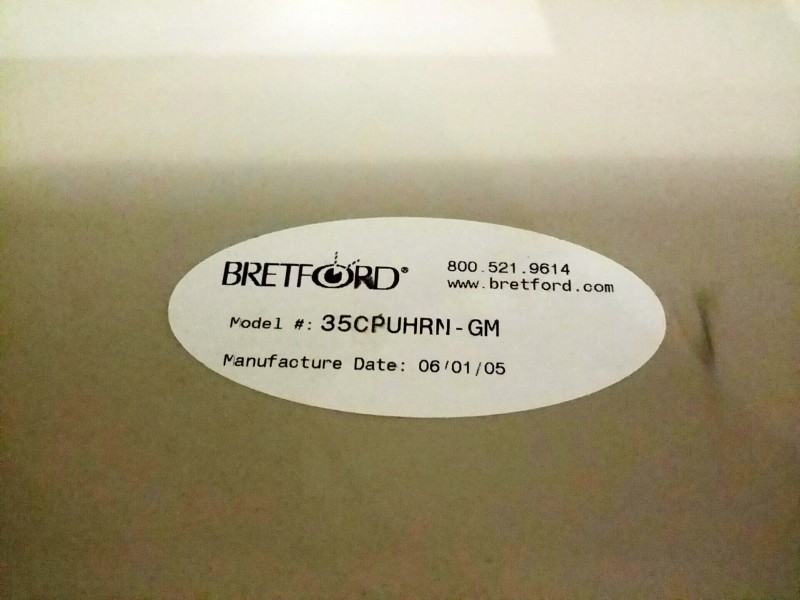 BRETFORD®
800.521.9614
www.bretford.com
Model #: 35CPUHRN-GM
Manufacture Date: 06/01/05